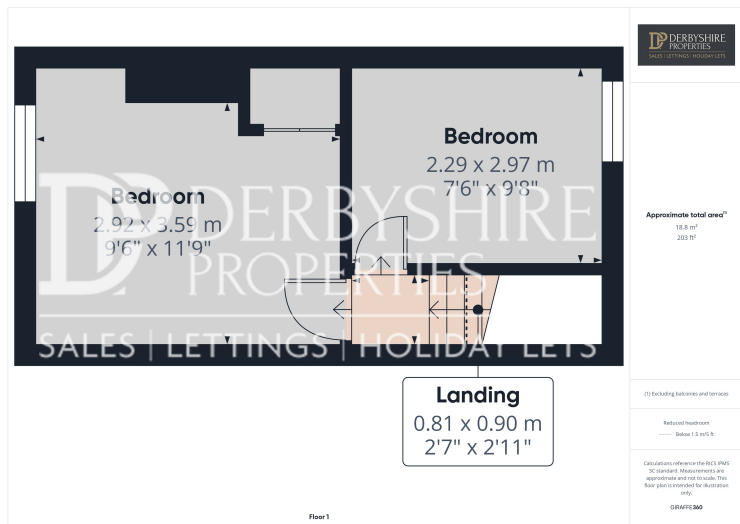 DP DERBYSHIRE
PROPERTIES
SALES | LETTINGS | HOLIDAY LETS
Bedroom
2.29 x 2.97 m
7'6" x 9'8"
Bedroom
2.92 x 3.59 m
9'6" x 11'9"
DP DERBYSHIRE
PROPERTIES
SALES | LETTINGS | HOLIDAY LETS
Landing
0.81 x 0.90 m
2'7" x 2'11"
Floor 1
Approximate total area(1)
18.8 m²
203 ft²
(1) Excluding balconies and terraces
Reduced headroom
Below 1.5 m/5 ft
Calculations reference the RICS IPMS
3C standard. Measurements are
approximate and not to scale. This
floor plan is intended for illustration
only.
GIRAFFE360